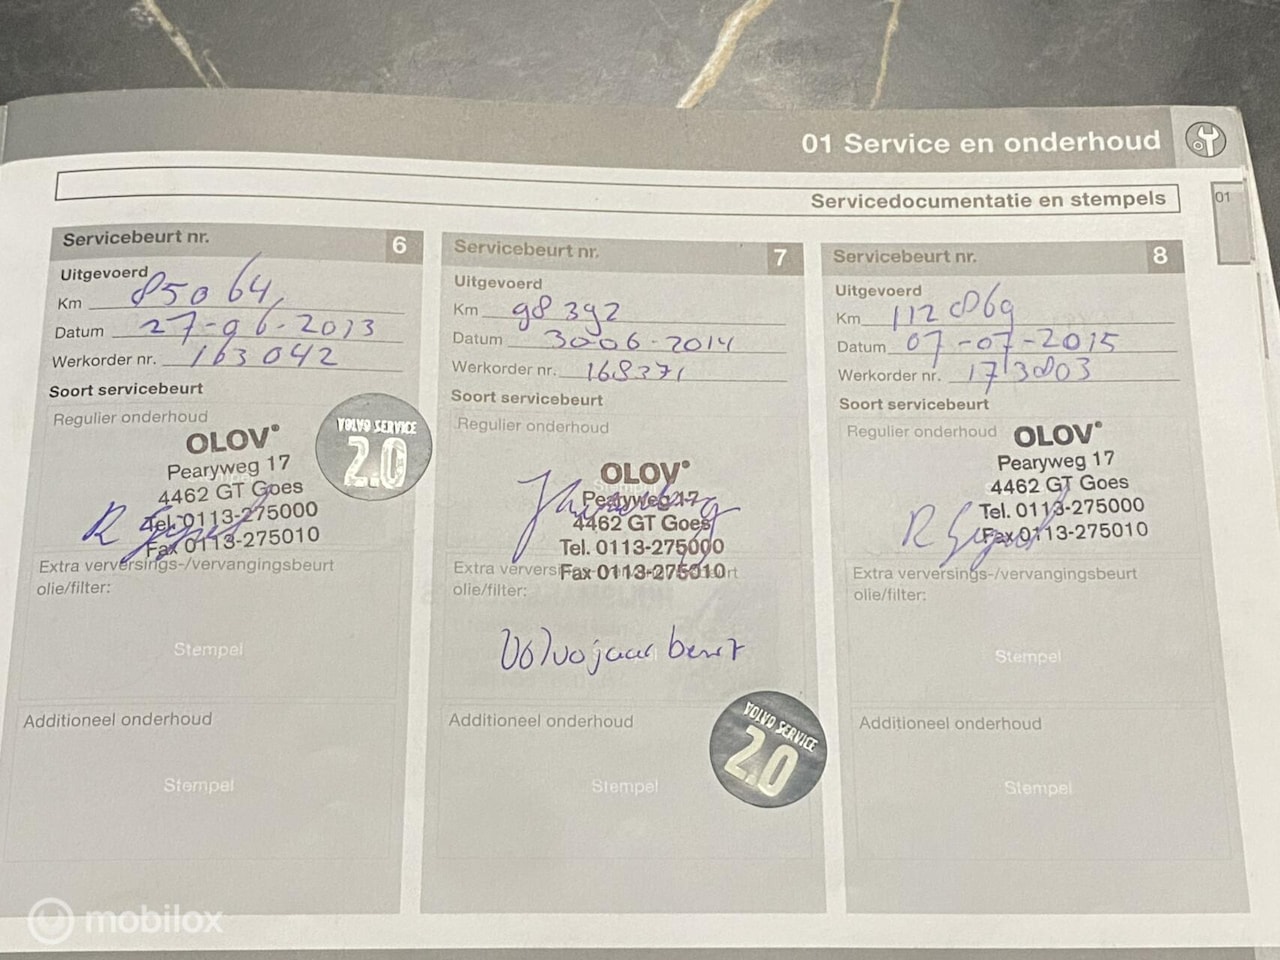 01 Service en onderhoud
01
Servicedocumentatie en stempels
Servicebeurt nr. 6
Uitgevoerd
Km 85064
Datum 27-06-2013
Werkorder nr. 163042
Soort servicebeurt
Regulier onderhoud
VOLVO SERVICE
2.0
OLOV
Pearyweg 17
4462 GT Goes
Tel. 0113-275000
Fax 0113-275010
Extra verversings-/vervangingsbeurt
olie/filter:
Stempel
Additioneel onderhoud
Stempel
Servicebeurt nr. 7
Uitgevoerd
Km 98392
Datum 3006-2014
Werkorder nr. 168371
Soort servicebeurt
Regulier onderhoud
OLOV
Pearyweg 17
4462 GT Goes
Tel. 0113-275000
Fax 0113-275010
olie/filter:
Volvo jaar beurt
Additioneel onderhoud
VOLVO SERVICE
2.0
Stempel
Servicebeurt nr. 8
Uitgevoerd
Km 112869
Datum 07-07-2015
Werkorder nr. 173803
Soort servicebeurt
Regulier onderhoud
OLOV
Pearyweg 17
4462 GT Goes
Tel. 0113-275000
Fax 0113-275010
Extra verversings-/vervangingsbeurt
olie/filter:
Stempel
Additioneel onderhoud
Stempel
mobilox